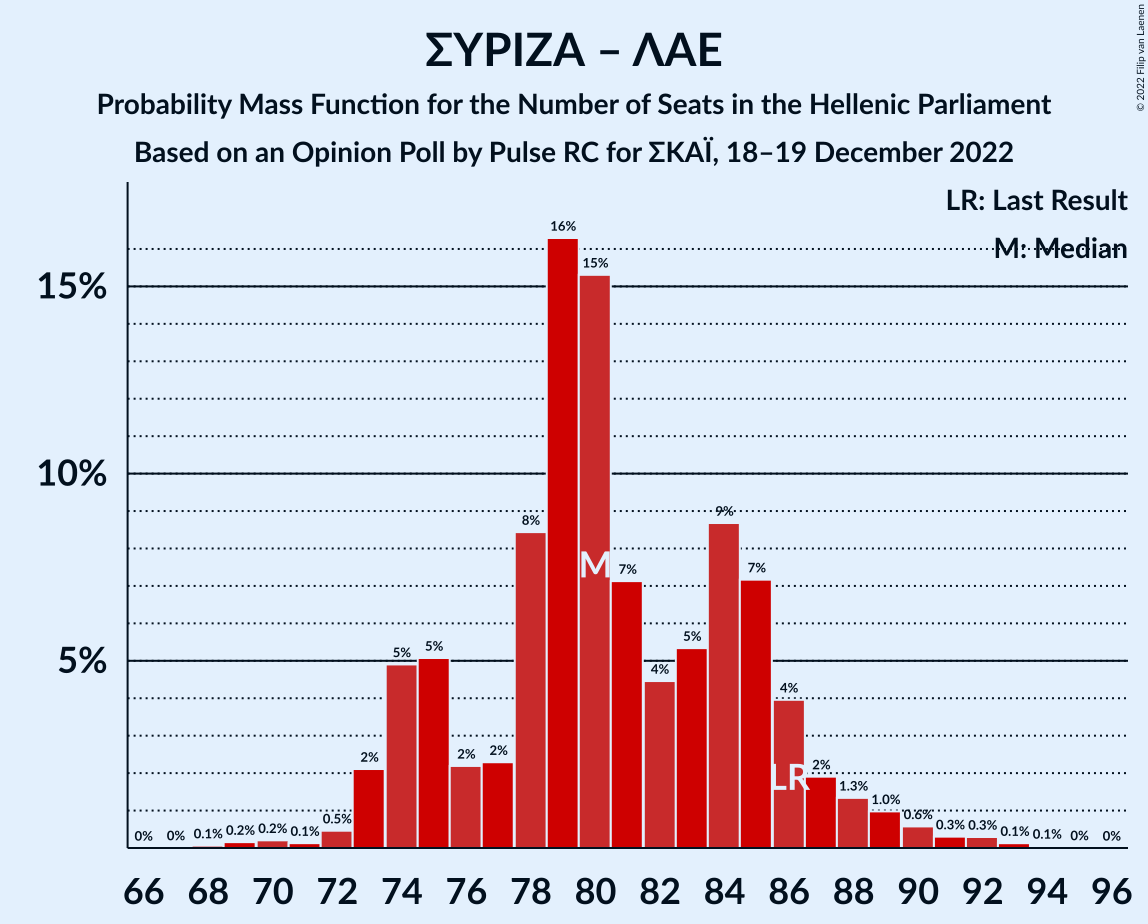 ΣΥΡΙΖΑ – ΛΑΕ
Probability Mass Function for the Number of Seats in the Hellenic Parliament
Based on an Opinion Poll by Pulse RC for ΣΚΑΪ, 18–19 December 2022
© 2022 Filip van Laenen
LR: Last Result
M: Median
15%
10%
5%
0% 0% 0.1% 0.2% 0.2% 0.1% 0.5% 2% 5% 5% 2% 2% 8% 16% 15% 7% 4% 5% 9% 7% 4% 2% 1.3% 1.0% 0.6% 0.3% 0.3% 0.1% 0.1% 0% 0%
M
LR
66 68 70 72 74 76 78 80 82 84 86 88 90 92 94 96